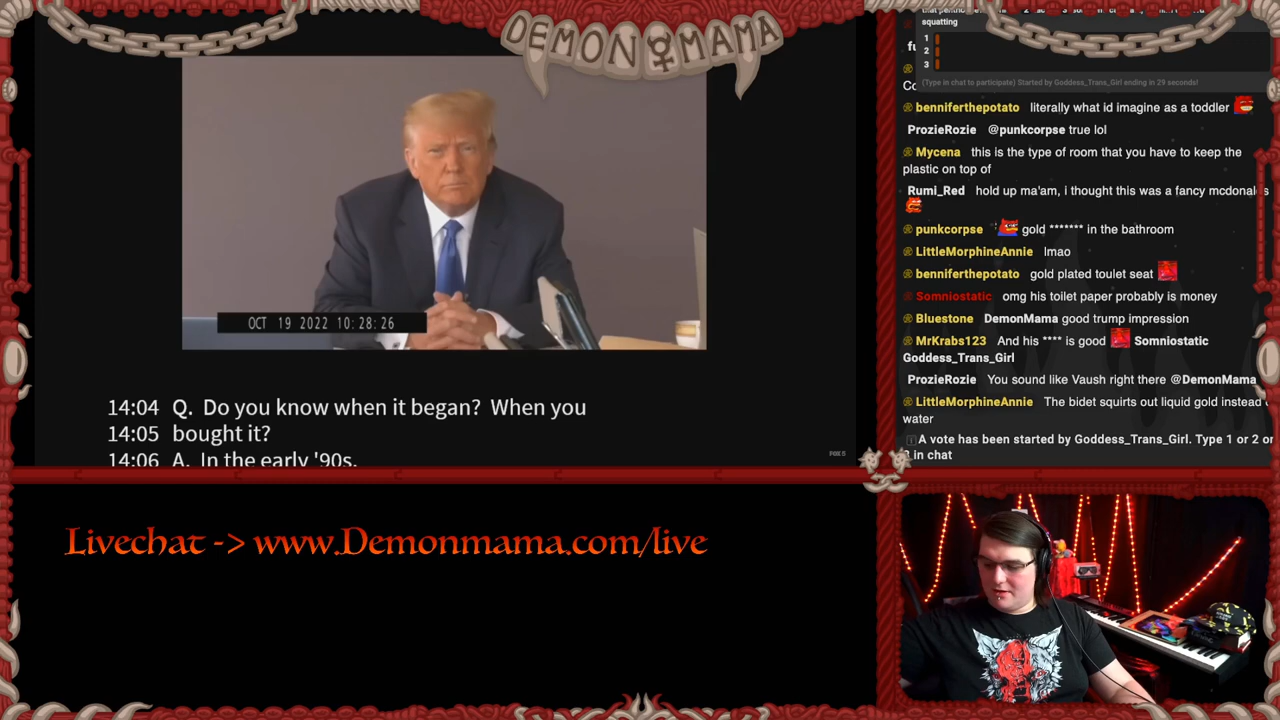 DEMON MAMA
squatting
1
2
3
(Type in chat to participate) Started by Goddess_Trans_Girl ending in 29 seconds!
benniferthepotato literally what id imagine as a toddler
ProzieRozie @punkcorpse true lol
Mycena this is the type of room that you have to keep the
plastic on top of
Rumi_Red hold up ma'am, i thought this was a fancy mcdonalds
punkcorpse gold ******* in the bathroom
LittleMorphineAnnie lmao
benniferthepotato gold plated toulet seat
Somniostatic omg his toilet paper probably is money
Bluestone DemonMama good trump impression
MrKrabs123 And his **** is good Somniostatic
Goddess_Trans_Girl
ProzieRozie You sound like Vaush right there @DemonMama
LittleMorphineAnnie The bidet squirts out liquid gold instead
water
A vote has been started by Goddess_Trans_Girl. Type 1 or 2 or
in chat
OCT 19 2022 10:28:26
14:04 Q. Do you know when it began? When you
14:05 bought it?
14:06 A. In the early '90s.
FOX 5
Livechat -> www.Demonmama.com/live